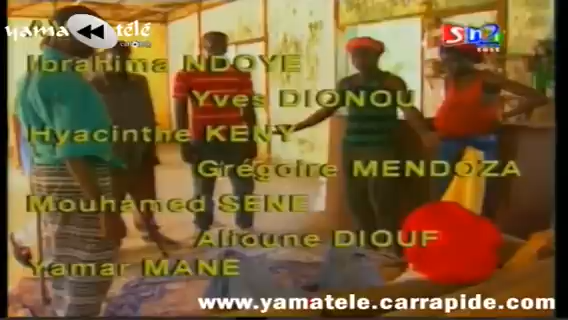 yama télé
Sn2
Ibrahima NDOYE
Yves DIONOU
Hyacinthe KENY
Grégoire MENDOZA
Mouhamed SENE
Alioune DIOUF
Yamar MANE
www.yamatele.carrapide.com